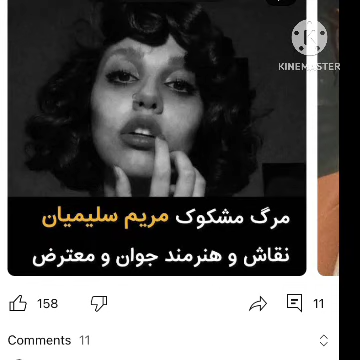 KINEMASTER
مرگ مشکوک مریم سلیمیان
نقاش و هنرمند جوان و معترض
158
11
Comments 11